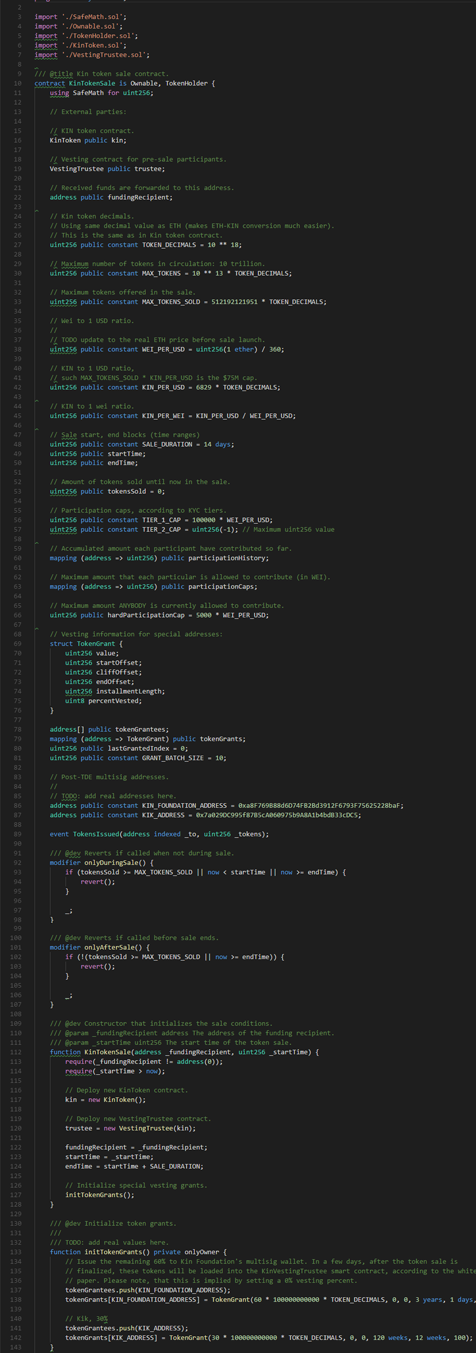 2
3 import './SafeMath.sol';
4 import './Ownable.sol';
5 import './TokenHolder.sol';
6 import './KinToken.sol';
7 import './VestingTrustee.sol';
8
9 /// @title Kin token sale contract.
10 contract KinTokenSale is Ownable, TokenHolder {
11 using SafeMath for uint256;
12
13 // External parties:
14
15 // KIN token contract.
16 KinToken public kin;
17
18 // Vesting contract for pre-sale participants.
19 VestingTrustee public trustee;
20
21 // Received funds are forwarded to this address.
22 address public fundingRecipient;
23
24 // Kin token decimals.
25 // Using same decimal value as ETH (makes ETH-KIN conversion much easier).
26 // This is the same as in Kin token contract.
27 uint256 public constant TOKEN_DECIMALS = 10 ** 18;
28
29 // Maximum number of tokens in circulation: 10 trillion.
30 uint256 public constant MAX_TOKENS = 10 ** 13 * TOKEN_DECIMALS;
31
32 // Maximum tokens offered in the sale.
33 uint256 public constant MAX_TOKENS_SOLD = 512192121951 * TOKEN_DECIMALS;
34
35 // Wei to 1 USD ratio.
36 //
37 // TODO update to the real ETH price before sale launch.
38 uint256 public constant WEI_PER_USD = uint256(1 ether) / 360;
39
40 // KIN to 1 USD ratio,
41 // such MAX_TOKENS_SOLD * KIN_PER_USD is the $75M cap.
42 uint256 public constant KIN_PER_USD = 6829 * TOKEN_DECIMALS;
43
44 // KIN to 1 wei ratio.
45 uint256 public constant KIN_PER_WEI = KIN_PER_USD / WEI_PER_USD;
46
47 // Sale start, end blocks (time ranges)
48 uint256 public constant SALE_DURATION = 14 days;
49 uint256 public startTime;
50 uint256 public endTime;
51
52 // Amount of tokens sold until now in the sale.
53 uint256 public tokensSold = 0;
54
55 // Participation caps, according to KYC tiers.
56 uint256 public constant TIER_1_CAP = 100000 * WEI_PER_USD;
57 uint256 public constant TIER_2_CAP = uint256(-1); // Maximum uint256 value
58
59 // Accumulated amount each participant have contributed so far.
60 mapping (address => uint256) public participationHistory;
61
62 // Maximum amount that each particular is allowed to contribute (in WEI).
63 mapping (address => uint256) public participationCaps;
64
65 // Maximum amount ANYBODY is currently allowed to contribute.
66 uint256 public hardParticipationCap = 5000 * WEI_PER_USD;
67
68 // Vesting information for special addresses:
69 struct TokenGrant {
70 uint256 value;
71 uint256 startOffset;
72 uint256 cliffOffset;
73 uint256 endOffset;
74 uint256 installmentLength;
75 uint8 percentVested;
76 }
77
78 address[] public tokenGrantees;
79 mapping (address => TokenGrant) public tokenGrants;
80 uint256 public lastGrantedIndex = 0;
81 uint256 public constant GRANT_BATCH_SIZE = 10;
82
83 // Post-TDE multisig addresses.
84 //
85 // TODO: add real addresses here.
86 address public constant KIN_FOUNDATION_ADDRESS =
87 address public constant KIK_ADDRESS =
88
89 event TokensIssued(address indexed _to, uint256 _tokens);
90
91 /// @dev Reverts if called when not during sale.
92 modifier onlyDuringSale() {
93 if (tokensSold >= MAX_TOKENS_SOLD || now < startTime || now >= endTime) {
94 revert();
95 }
96
97 _;
98 }
99
100 /// @dev Reverts if called before sale ends.
101 modifier onlyAfterSale() {
102 if (!(tokensSold >= MAX_TOKENS_SOLD || now >= endTime)) {
103 revert();
104 }
105
106 _;
107 }
108
109 /// @dev Constructor that initializes the sale conditions.
110 /// @param _fundingRecipient address The address of the funding recipient.
111 /// @param _startTime uint256 The start time of the token sale.
112 function KinTokenSale(address _fundingRecipient, uint256 _startTime) {
113 require(_fundingRecipient != address(0));
114 require(_startTime > now);
115
116 // Deploy new KinToken contract.
117 kin = new KinToken();
118
119 // Deploy new VestingTrustee contract.
120 trustee = new VestingTrustee(kin);
121
122 fundingRecipient = _fundingRecipient;
123 startTime = _startTime;
124 endTime = startTime + SALE_DURATION;
125
126 // Initialize special vesting grants.
127 initTokenGrants();
128 }
129
130 /// @dev Initialize token grants.
131 ///
132 /// TODO: add real values here.
133 function initTokenGrants() private onlyOwner {
134 // Issue the remaining 60% to Kin Foundation's multisig wallet. In a few days, after the token sale is
135 // finalized, these tokens will be loaded into the KinVestingTrustee smart contract, according to the white
136 // paper. Please note, that this is implied by setting a 0% vesting percent.
137 tokenGrantees.push(KIN_FOUNDATION_ADDRESS);
138 tokenGrants[KIN_FOUNDATION_ADDRESS] = TokenGrant(60 * 100000000000 * TOKEN_DECIMALS, 0, 0, 3 years, 1 days,
139
140 // Kik, 30%
141 tokenGrantees.push(KIK_ADDRESS);
142 tokenGrants[KIK_ADDRESS] = TokenGrant(30 * 100000000000 * TOKEN_DECIMALS, 0, 0, 120 weeks, 12 weeks, 100);
143 }